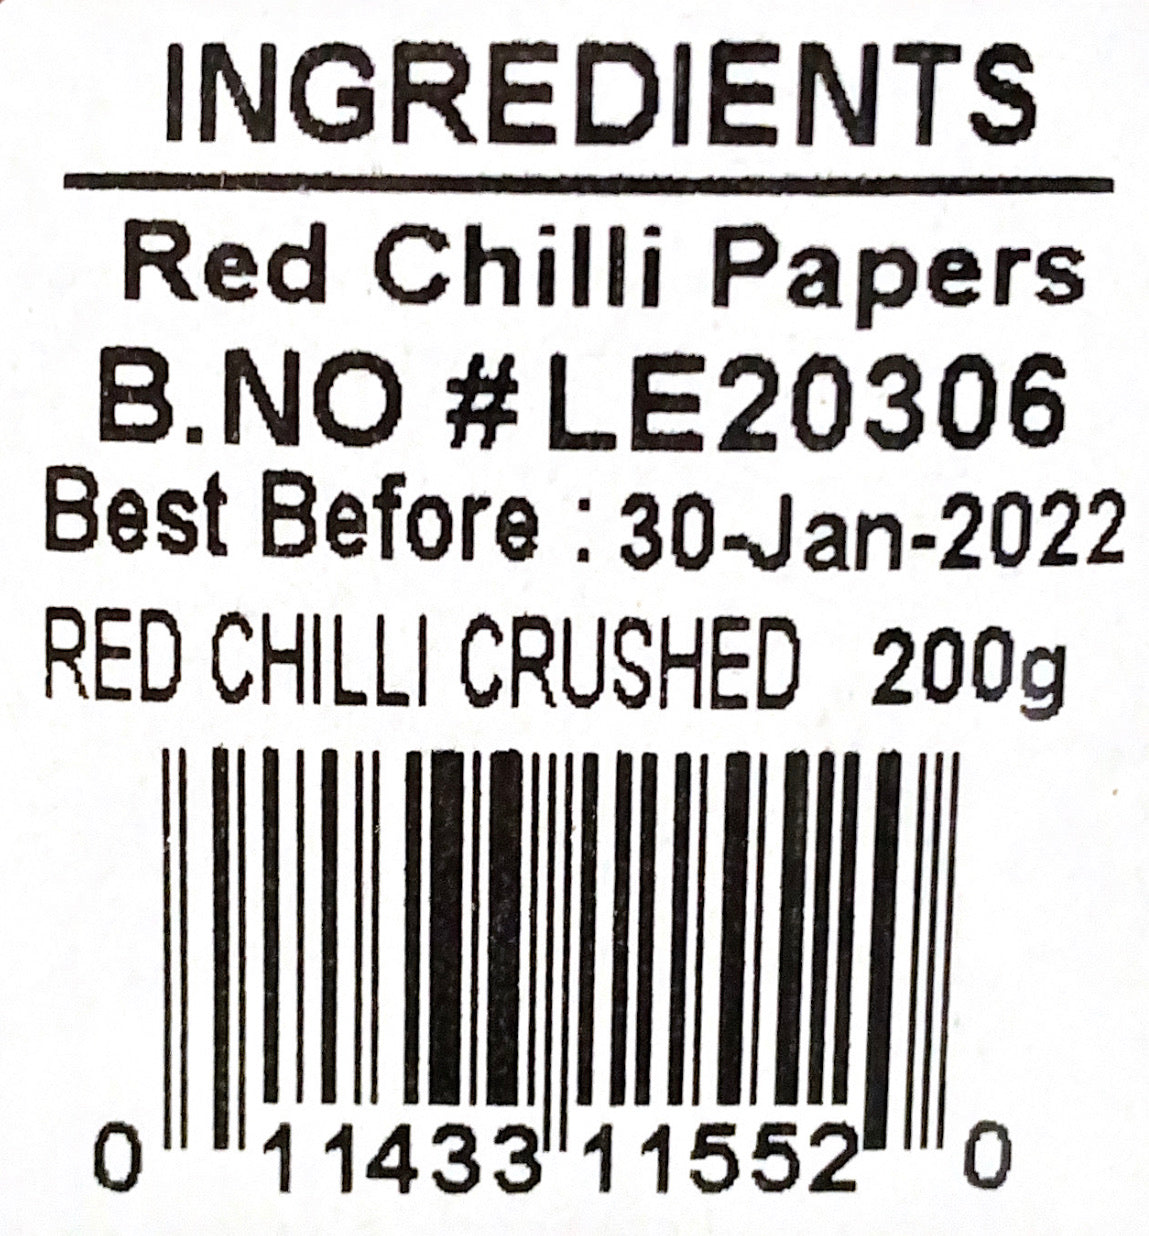 INGREDIENTS
Red Chilli Papers
B.NO #LE20306
Best Before : 30-Jan-2022
RED CHILLI CRUSHED 200g
0 11433 11552 0